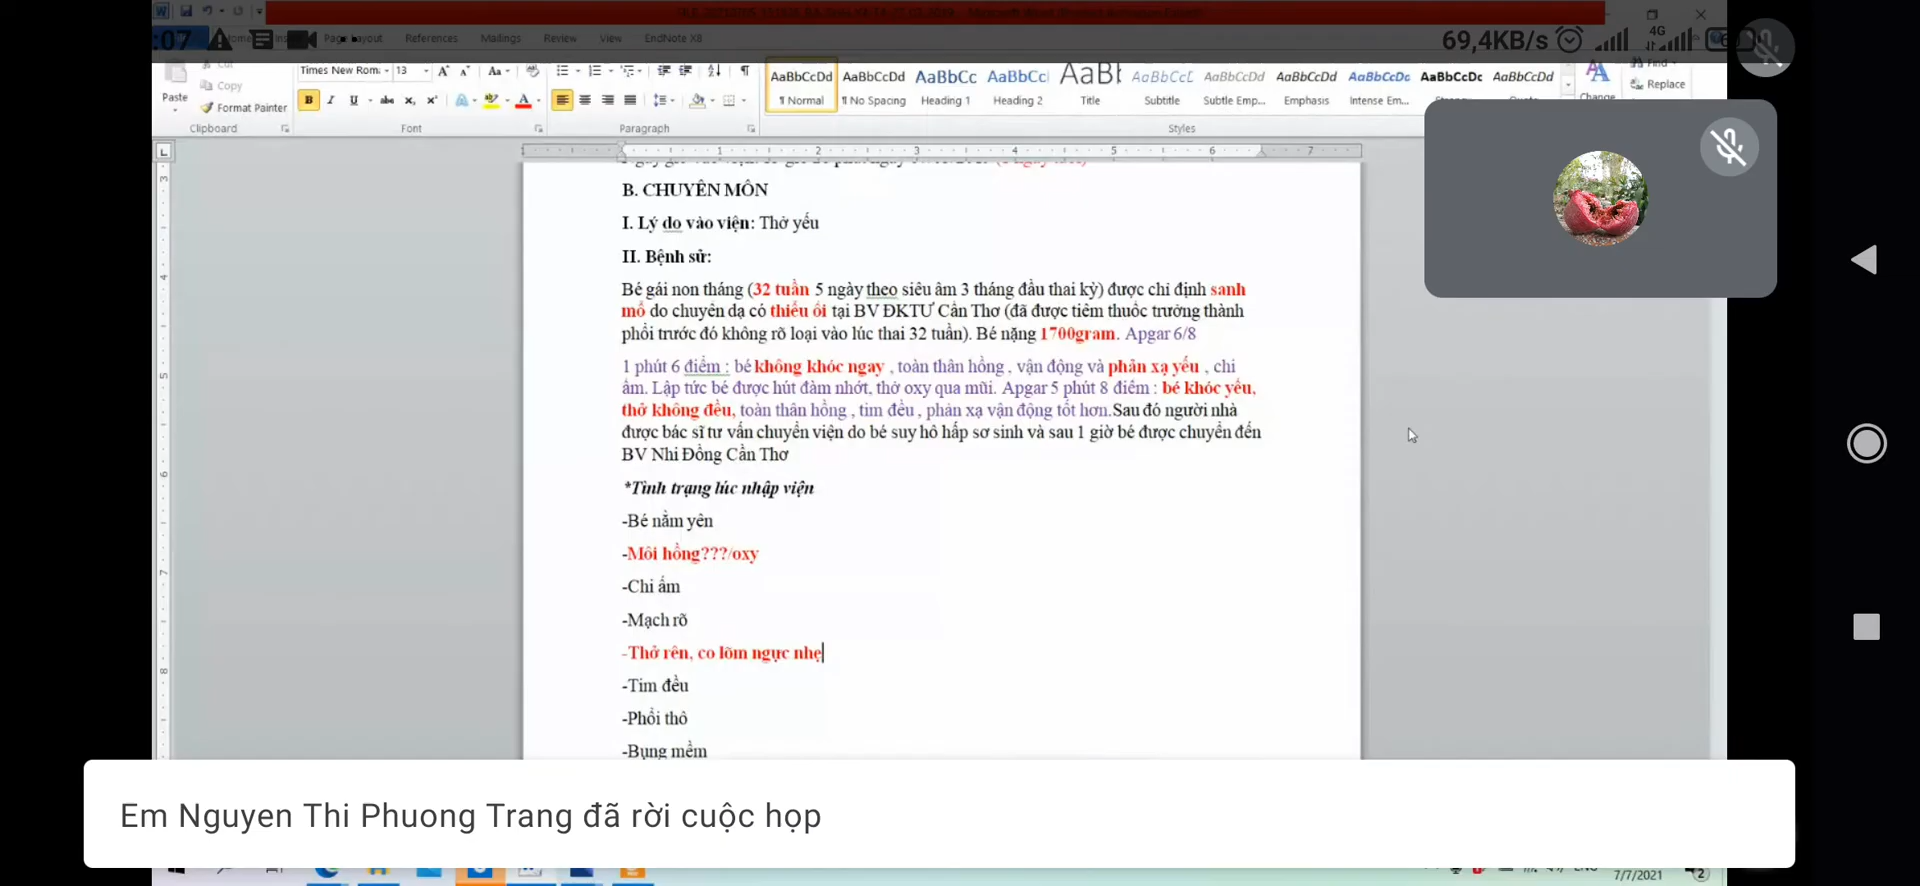 :07
69,4KB/s
4G
Page Layout
References
Mailings
Review
View
EndNote X8
Paste
Cut
Copy
Format Painter
Clipboard
Times New Rom
13
Font
Paragraph
AaBbCcDd
¶ Normal
AaBbCcDd
¶ No Spacing
AaBbCc
Heading 1
AaBbCc
Heading 2
Title
AaBbCcD
Subtitle
AaBbCcDd
Subtle Emp...
AaBbCcDd
Emphasis
AaBbCcDd
Intense Em...
AaBbCcDc
AaBbCcDd
Styles
Change
Find
Replace
B. CHUYÊN MÔN
I. Lý do vào viện: Thở yếu
II. Bệnh sử:
Bé gái non tháng (32 tuần 5 ngày theo siêu âm 3 tháng đầu thai kỳ) được chỉ định sanh
mổ do chuyên dạ có thiếu ối tại BV ĐKTƯ Cần Thơ (đã được tiêm thuốc trưởng thành
phổi trước đó không rõ loại vào lúc thai 32 tuần). Bé nặng 1700gram. Apgar 6/8
1 phút 6 điểm : bé không khóc ngay , toàn thân hồng , vận động và phản xạ yếu , chi
ấm. Lập tức bé được hút đàm nhớt, thở oxy qua mũi. Apgar 5 phút 8 điểm : bé khóc yếu,
thở không đều, toàn thân hồng , tim đều , phản xạ vận động tốt hơn.Sau đó người nhà
được bác sĩ tư vấn chuyển viện do bé suy hô hấp sơ sinh và sau 1 giờ bé được chuyển đến
BV Nhi Đồng Cần Thơ
*Tình trạng lúc nhập viện
-Bé nằm yên
-Môi hồng???/oxy
-Chi ấm
-Mạch rõ
-Thở rên, co lõm ngực nhẹ
-Tim đều
-Phổi thô
-Bụng mềm
Em Nguyen Thi Phuong Trang đã rời cuộc họp
7/7/2021
2